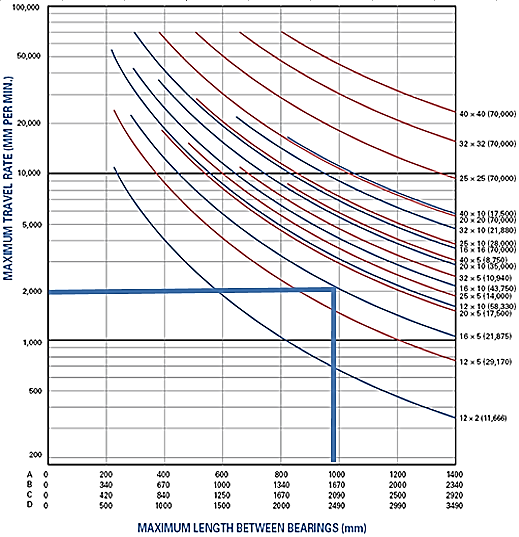 100,000
50,000
20,000
10,000
5,000
2,000
1,000
500
200
MAXIMUM TRAVEL RATE (MM PER MIN.)
40 × 40 (70,000)
32 × 32 (70,000)
25 × 25 (70,000)
40 × 10 (17,500)
20 × 20 (70,000)
32 × 10 (21,880)
25 × 10 (28,000)
16 × 16 (70,000)
40 × 5 (8,750)
20 × 10 (35,000)
32 × 5 (10,940)
16 × 10 (43,750)
25 × 5 (14,000)
12 × 10 (58,330)
20 × 5 (17,500)
16 × 5 (21,875)
12 × 5 (29,170)
12 × 2 (11,666)
A 0 200 400 600 800 1000 1200 1400
B 0 340 670 1000 1340 1670 2000 2340
C 0 420 840 1250 1670 2090 2500 2920
D 0 500 1000 1490 2000 2490 2990 3490
MAXIMUM LENGTH BETWEEN BEARINGS (mm)